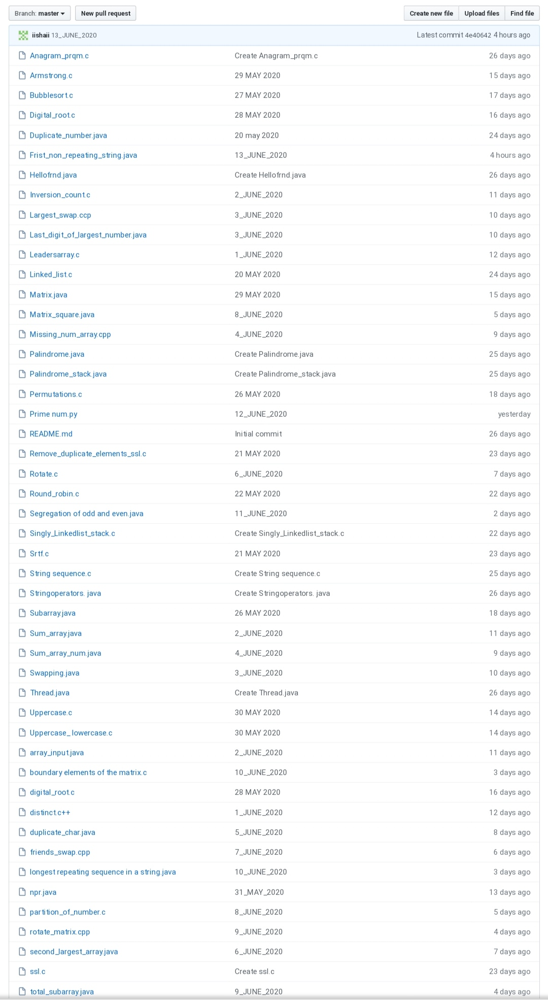 Branch: master New pull request Create new file Upload files Find file
iishaii 13_JUNE_2020 Latest commit 4e40642 4 hours ago
Anagram_prqm.c Create Anagram_prqm.c 26 days ago
Armstrong.c 29 MAY 2020 15 days ago
Bubblesort.c 27 MAY 2020 17 days ago
Digital_root.c 28 MAY 2020 16 days ago
Duplicate_number.java 20 may 2020 24 days ago
Frist_non_repeating_string.java 13_JUNE_2020 4 hours ago
Hellofrnd.java Create Hellofrnd.java 26 days ago
Inversion_count.c 2_JUNE_2020 11 days ago
Largest_swap.ccp 3_JUNE_2020 10 days ago
Last_digit_of_largest_number.java 3_JUNE_2020 10 days ago
Leadersarray.c 1_JUNE_2020 12 days ago
Linked_list.c 20 MAY 2020 24 days ago
Matrix.java 29 MAY 2020 15 days ago
Matrix_square.java 8_JUNE_2020 5 days ago
Missing_num_array.cpp 4_JUNE_2020 9 days ago
Palindrome.java Create Palindrome.java 25 days ago
Palindrome_stack.java Create Palindrome_stack.java 25 days ago
Permutations.c 26 MAY 2020 18 days ago
Prime num.py 12_JUNE_2020 yesterday
README.md Initial commit 26 days ago
Remove_duplicate_elements_ssl.c 21 MAY 2020 23 days ago
Rotate.c 6_JUNE_2020 7 days ago
Round_robin.c 22 MAY 2020 22 days ago
Segregation of odd and even.java 11_JUNE_2020 2 days ago
Singly_Linkedlist_stack.c Create Singly_Linkedlist_stack.c 22 days ago
Srtf.c 21 MAY 2020 23 days ago
String sequence.c Create String sequence.c 25 days ago
Stringoperators. java Create Stringoperators. java 26 days ago
Subarray.java 26 MAY 2020 18 days ago
Sum_array.java 2_JUNE_2020 11 days ago
Sum_array_num.java 4_JUNE_2020 9 days ago
Swapping.java 3_JUNE_2020 10 days ago
Thread.java Create Thread.java 26 days ago
Uppercase.c 30 MAY 2020 14 days ago
Uppercase_ lowercase.c 30 MAY 2020 14 days ago
array_input.java 2_JUNE_2020 11 days ago
boundary elements of the matrix.c 10_JUNE_2020 3 days ago
digital_root.c 28 MAY 2020 16 days ago
distinct.c++ 1_JUNE_2020 12 days ago
duplicate_char.java 5_JUNE_2020 8 days ago
friends_swap.cpp 7_JUNE_2020 6 days ago
longest repeating sequence in a string.java 10_JUNE_2020 3 days ago
npr.java 31_MAY_2020 13 days ago
partition_of_number.c 8_JUNE_2020 5 days ago
rotate_matrix.cpp 9_JUNE_2020 4 days ago
second_largest_array.java 6_JUNE_2020 7 days ago
ssl.c Create ssl.c 23 days ago
total_subarray.java 9_JUNE_2020 4 days ago